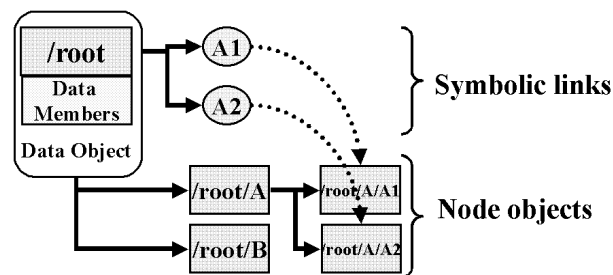 /root
Data
Members
Data Object
A1
A2
Symbolic links
/root/A
/root/A/A1
/root/B
/root/A/A2
Node objects